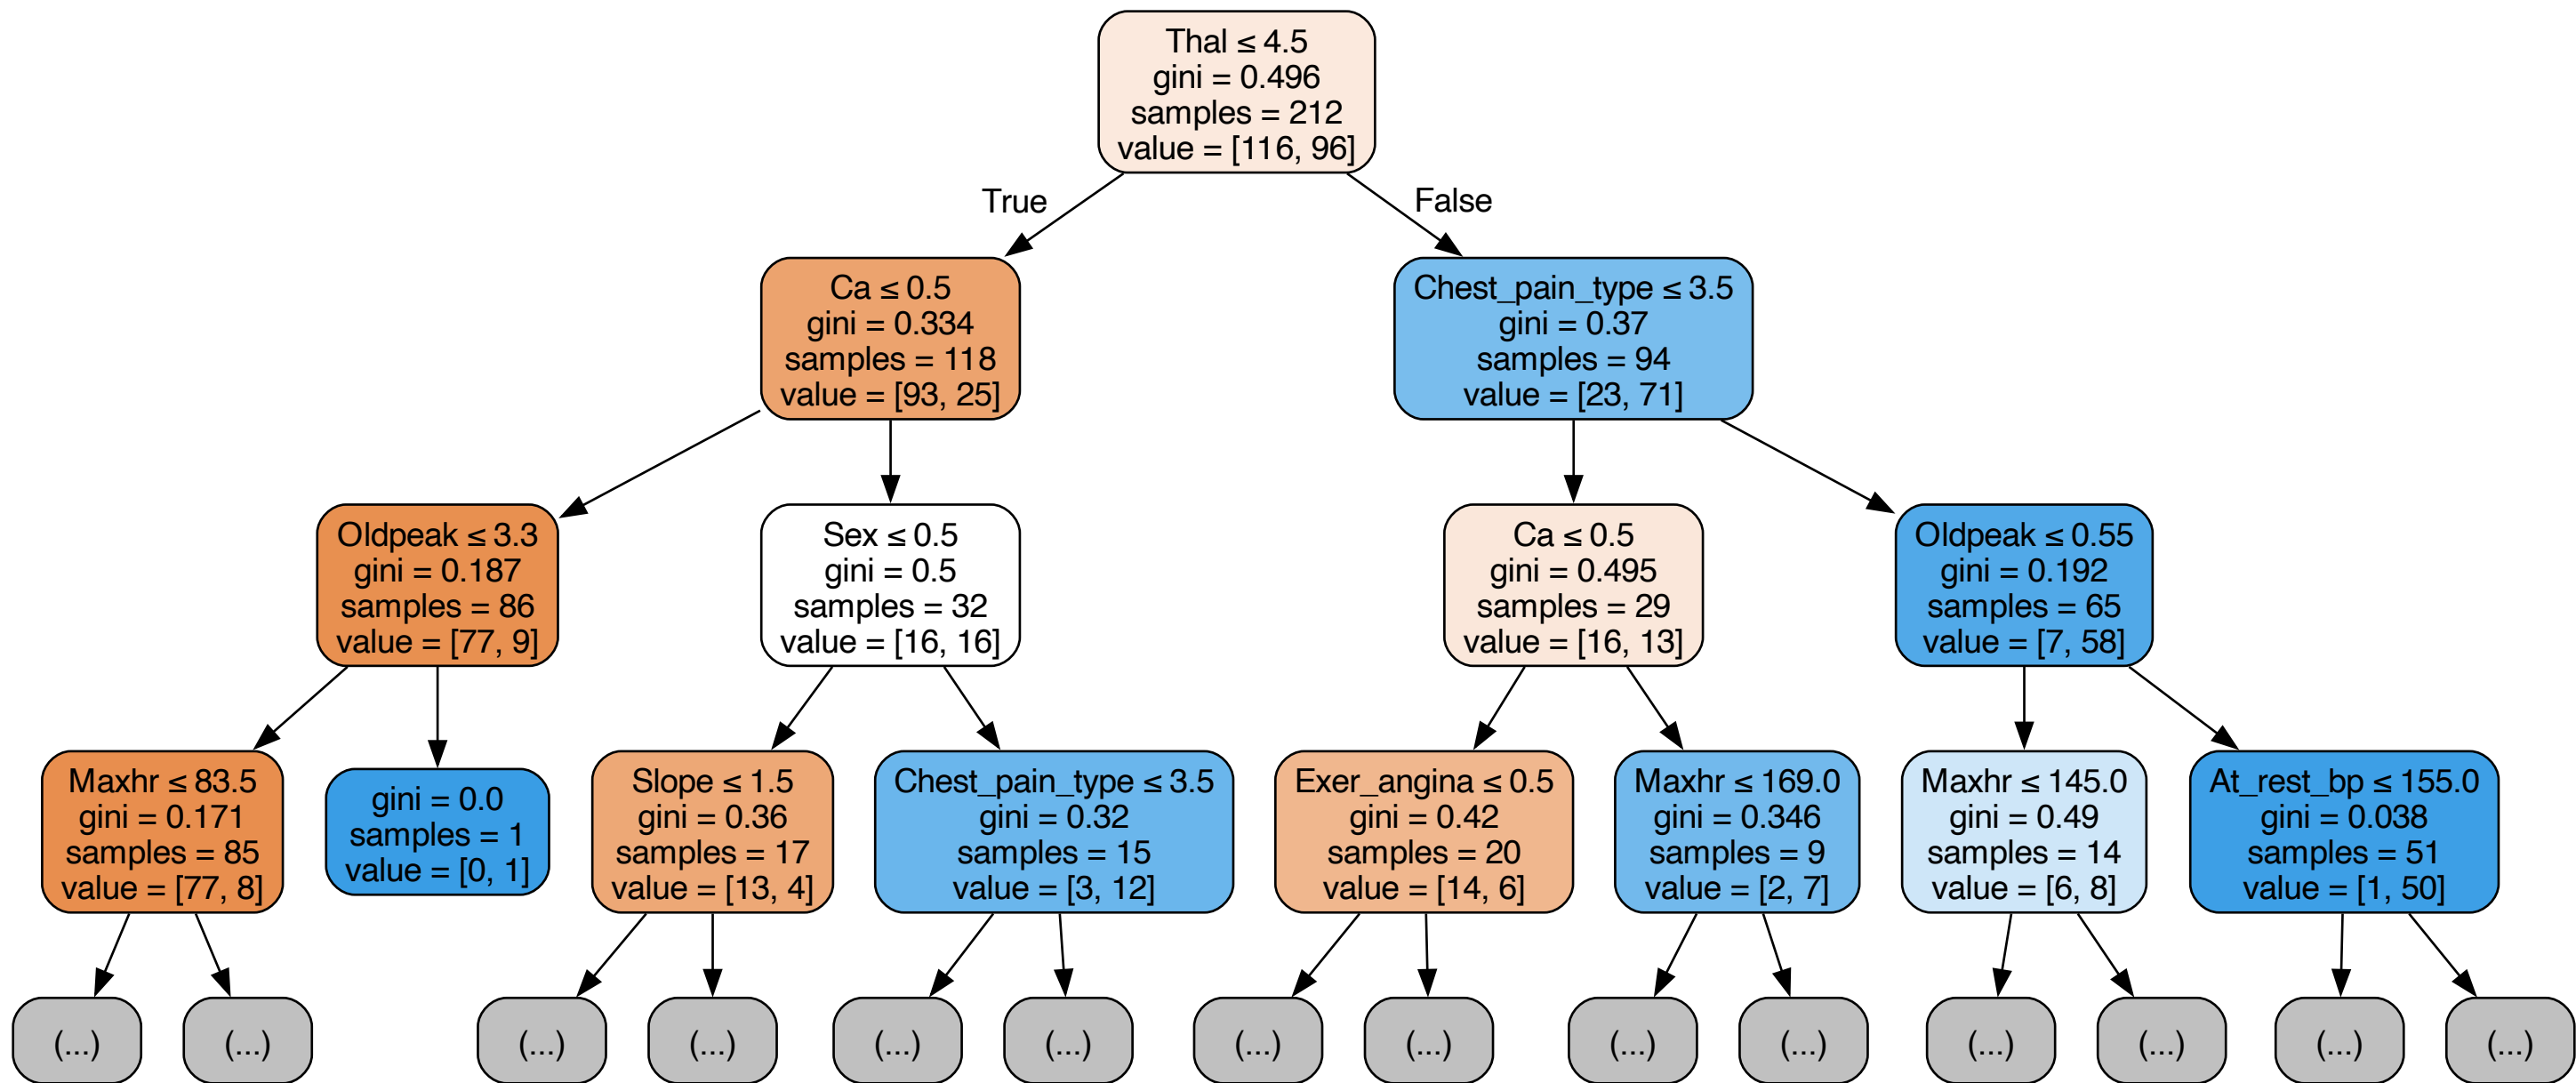 Thal ≤ 4.5
gini = 0.496
samples = 212
value = [116, 96]
True
False
Ca ≤ 0.5
gini = 0.334
samples = 118
value = [93, 25]
Chest_pain_type ≤ 3.5
gini = 0.37
samples = 94
value = [23, 71]
Oldpeak ≤ 3.3
gini = 0.187
samples = 86
value = [77, 9]
Sex ≤ 0.5
gini = 0.5
samples = 32
value = [16, 16]
Ca ≤ 0.5
gini = 0.495
samples = 29
value = [16, 13]
Oldpeak ≤ 0.55
gini = 0.192
samples = 65
value = [7, 58]
Maxhr ≤ 83.5
gini = 0.171
samples = 85
value = [77, 8]
gini = 0.0
samples = 1
value = [0, 1]
Slope ≤ 1.5
gini = 0.36
samples = 17
value = [13, 4]
Chest_pain_type ≤ 3.5
gini = 0.32
samples = 15
value = [3, 12]
Exer_angina ≤ 0.5
gini = 0.42
samples = 20
value = [14, 6]
Maxhr ≤ 169.0
gini = 0.346
samples = 9
value = [2, 7]
Maxhr ≤ 145.0
gini = 0.49
samples = 14
value = [6, 8]
At_rest_bp ≤ 155.0
gini = 0.038
samples = 51
value = [1, 50]
(...)
(...)
(...)
(...)
(...)
(...)
(...)
(...)
(...)
(...)
(...)
(...)
(...)
(...)